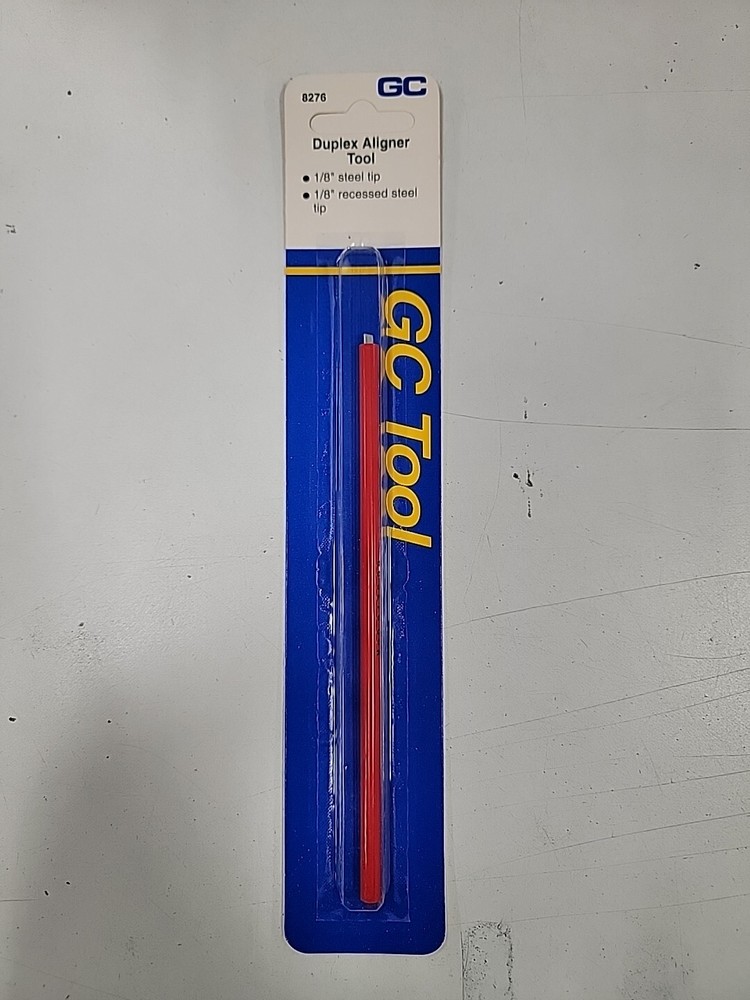 8276
GC
Duplex Aligner
Tool
● 1/8" steel tip
● 1/8" recessed steel
tip
GC Tool